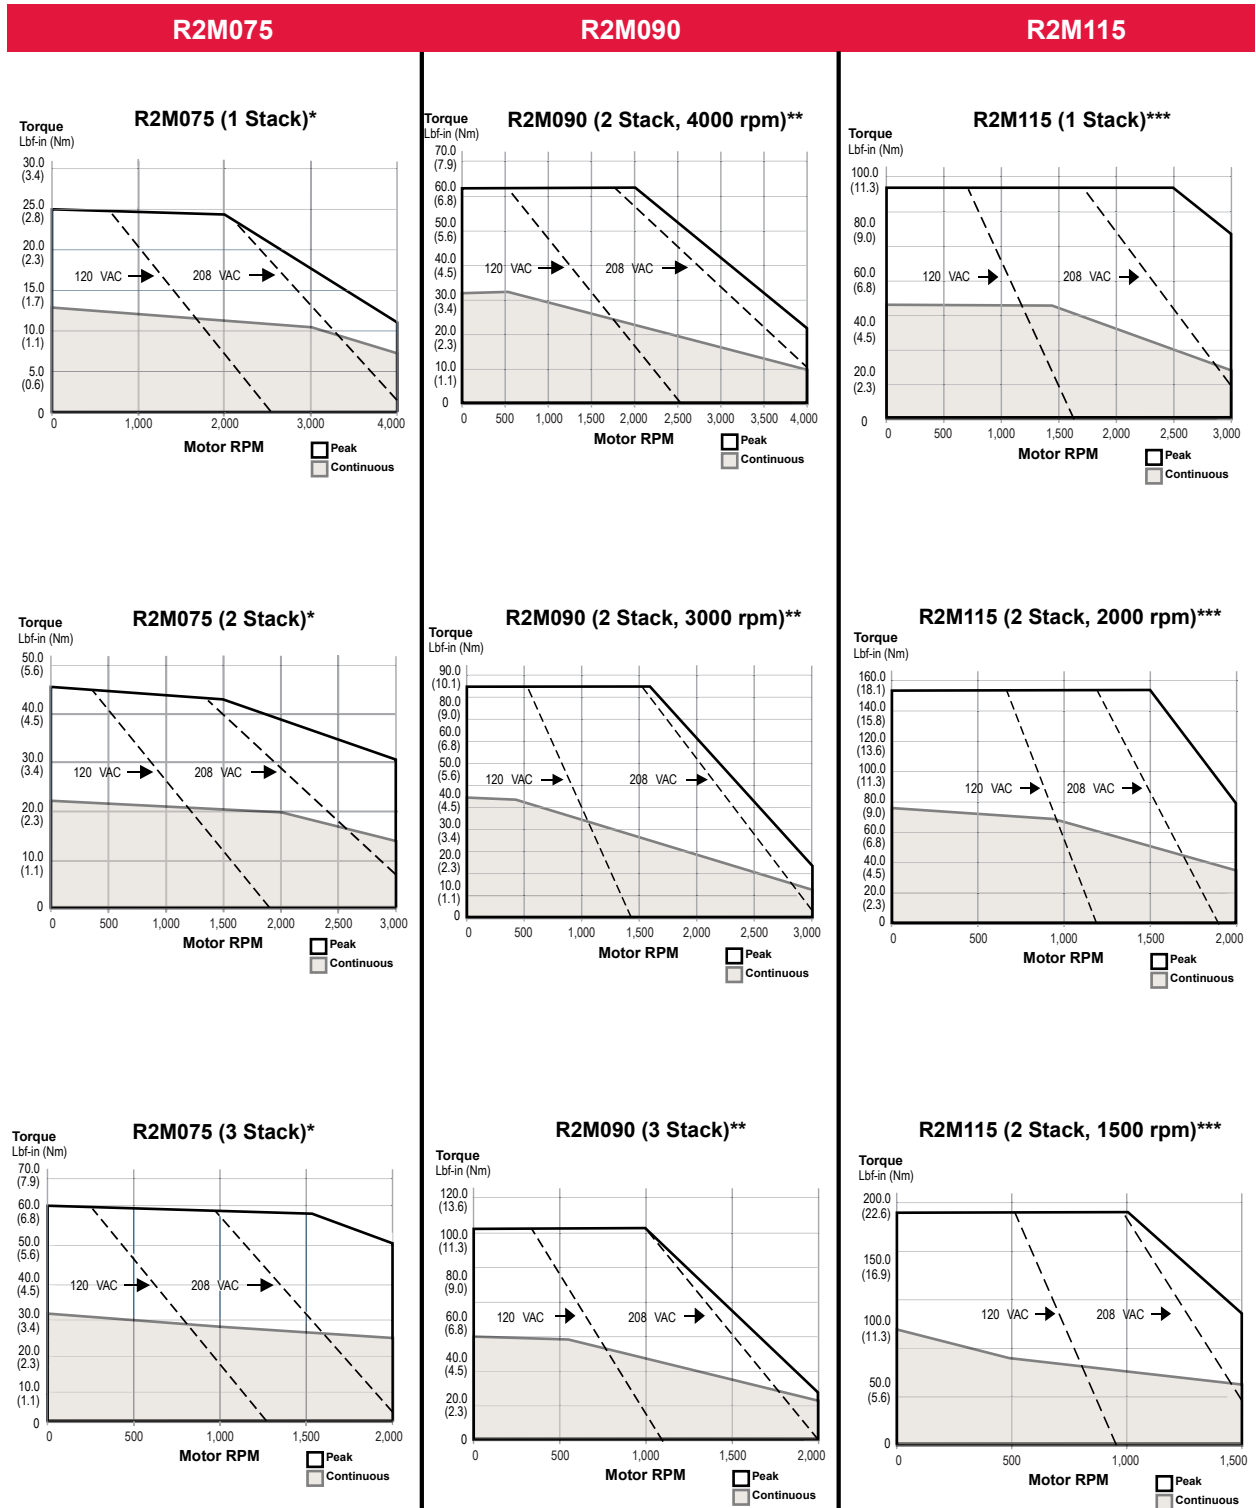 R2M075
R2M090
R2M115
R2M075 (1 Stack)*
Torque
Lbf-in (Nm)
30.0
(3.4)
25.0
(2.8)
20.0
(2.3)
15.0
(1.7)
10.0
(1.1)
5.0
(0.6)
0
120 VAC
208 VAC
0 1,000 2,000 3,000 4,000
Motor RPM
Peak
Continuous
R2M090 (2 Stack, 4000 rpm)**
Torque
Lbf-in (Nm)
70.0
(7.9)
60.0
(6.8)
50.0
(5.6)
40.0
(4.5)
30.0
(3.4)
20.0
(2.3)
10.0
(1.1)
0
120 VAC
208 VAC
0 500 1,000 1,500 2,000 2,500 3,000 3,500 4,000
Motor RPM
Peak
Continuous
R2M115 (1 Stack)***
Torque
Lbf-in (Nm)
100.0
(11.3)
80.0
(9.0)
60.0
(6.8)
40.0
(4.5)
20.0
(2.3)
0
120 VAC
208 VAC
0 500 1,000 1,500 2,000 2,500 3,000
Motor RPM
Peak
Continuous
R2M075 (2 Stack)*
Torque
Lbf-in (Nm)
50.0
(5.6)
40.0
(4.5)
30.0
(3.4)
20.0
(2.3)
10.0
(1.1)
0
120 VAC
208 VAC
0 500 1,000 1,500 2,000 2,500 3,000
Motor RPM
Peak
Continuous
R2M090 (2 Stack, 3000 rpm)**
Torque
Lbf-in (Nm)
90.0
(10.1)
80.0
(9.0)
60.0
(6.8)
50.0
(5.6)
40.0
(4.5)
30.0
(3.4)
20.0
(2.3)
10.0
(1.1)
0
120 VAC
208 VAC
0 500 1,000 1,500 2,000 2,500 3,000
Motor RPM
Peak
Continuous
R2M115 (2 Stack, 2000 rpm)***
Torque
Lbf-in (Nm)
160.0
(18.1)
140.0
(15.8)
120.0
(13.6)
100.0
(11.3)
80.0
(9.0)
60.0
(6.8)
40.0
(4.5)
20.0
(2.3)
0
120 VAC
208 VAC
0 500 1,000 1,500 2,000
Motor RPM
Peak
Continuous
R2M075 (3 Stack)*
Torque
Lbf-in (Nm)
70.0
(7.9)
60.0
(6.8)
50.0
(5.6)
40.0
(4.5)
30.0
(3.4)
20.0
(2.3)
10.0
(1.1)
0
120 VAC
208 VAC
0 500 1,000 1,500 2,000
Motor RPM
Peak
Continuous
R2M090 (3 Stack)**
Torque
Lbf-in (Nm)
120.0
(13.6)
100.0
(11.3)
80.0
(9.0)
60.0
(6.8)
40.0
(4.5)
20.0
(2.3)
0
120 VAC
208 VAC
0 500 1,000 1,500 2,000
Motor RPM
Peak
Continuous
R2M115 (2 Stack, 1500 rpm)***
Torque
Lbf-in (Nm)
200.0
(22.6)
150.0
(16.9)
100.0
(11.3)
50.0
(5.6)
0
120 VAC
208 VAC
0 500 1,000 1,500
Motor RPM
Peak
Continuous